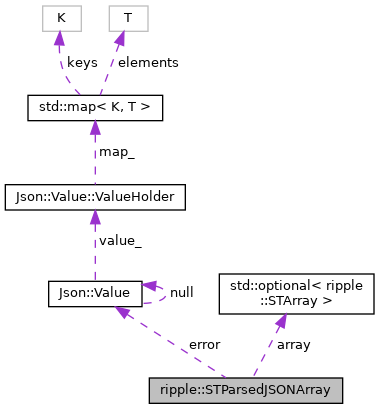 K
T
keys
elements
std::map< K, T >
map_
Json::Value::ValueHolder
value_
Json::Value
null
std::optional< ripple
::STArray >
error
array
ripple::STParsedJSONArray